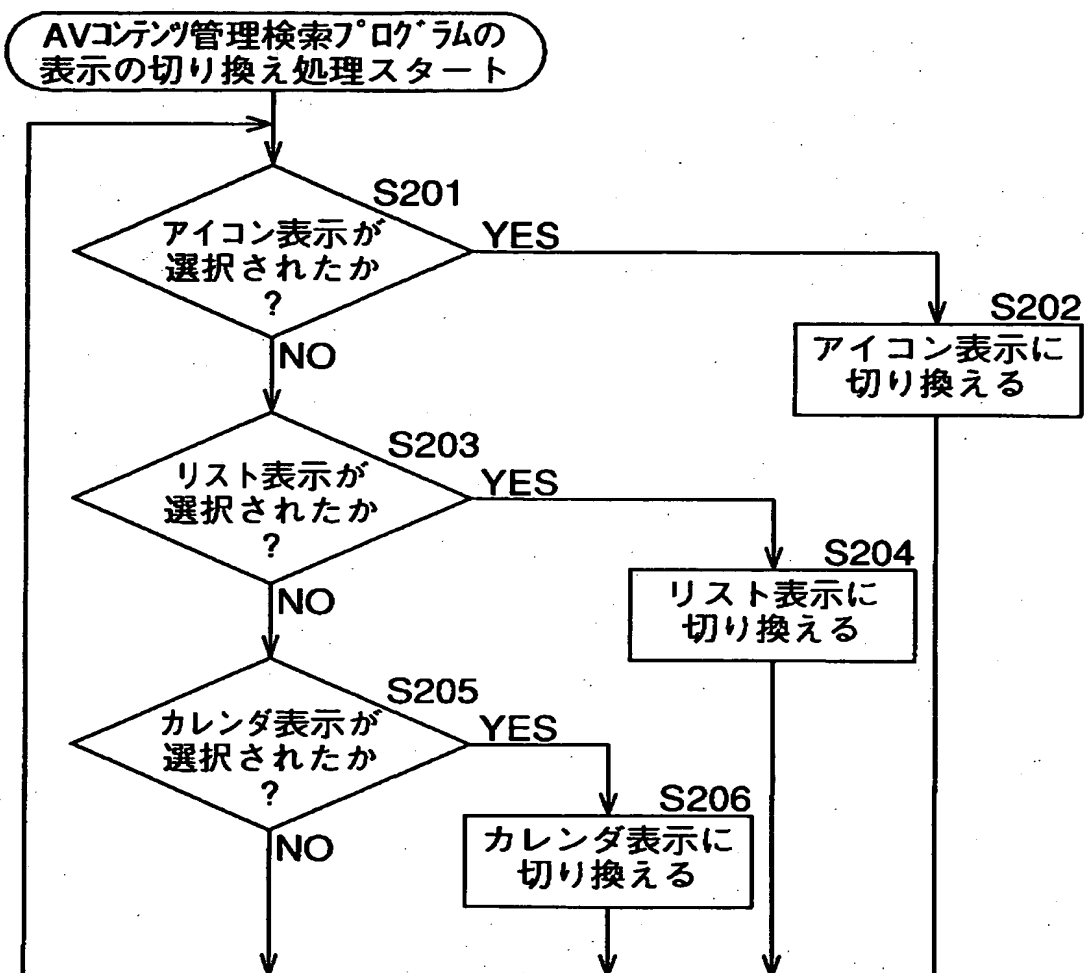 AVコンテンツ管理検索プログラムの
表示の切り換え処理スタート
S201
アイコン表示が
選択されたか
?
YES
NO
S202
アイコン表示に
切り換える
S203
リスト表示が
選択されたか
?
YES
NO
S204
リスト表示に
切り換える
S205
カレンダ表示が
選択されたか
?
YES
NO
S206
カレンダ表示に
切り換える